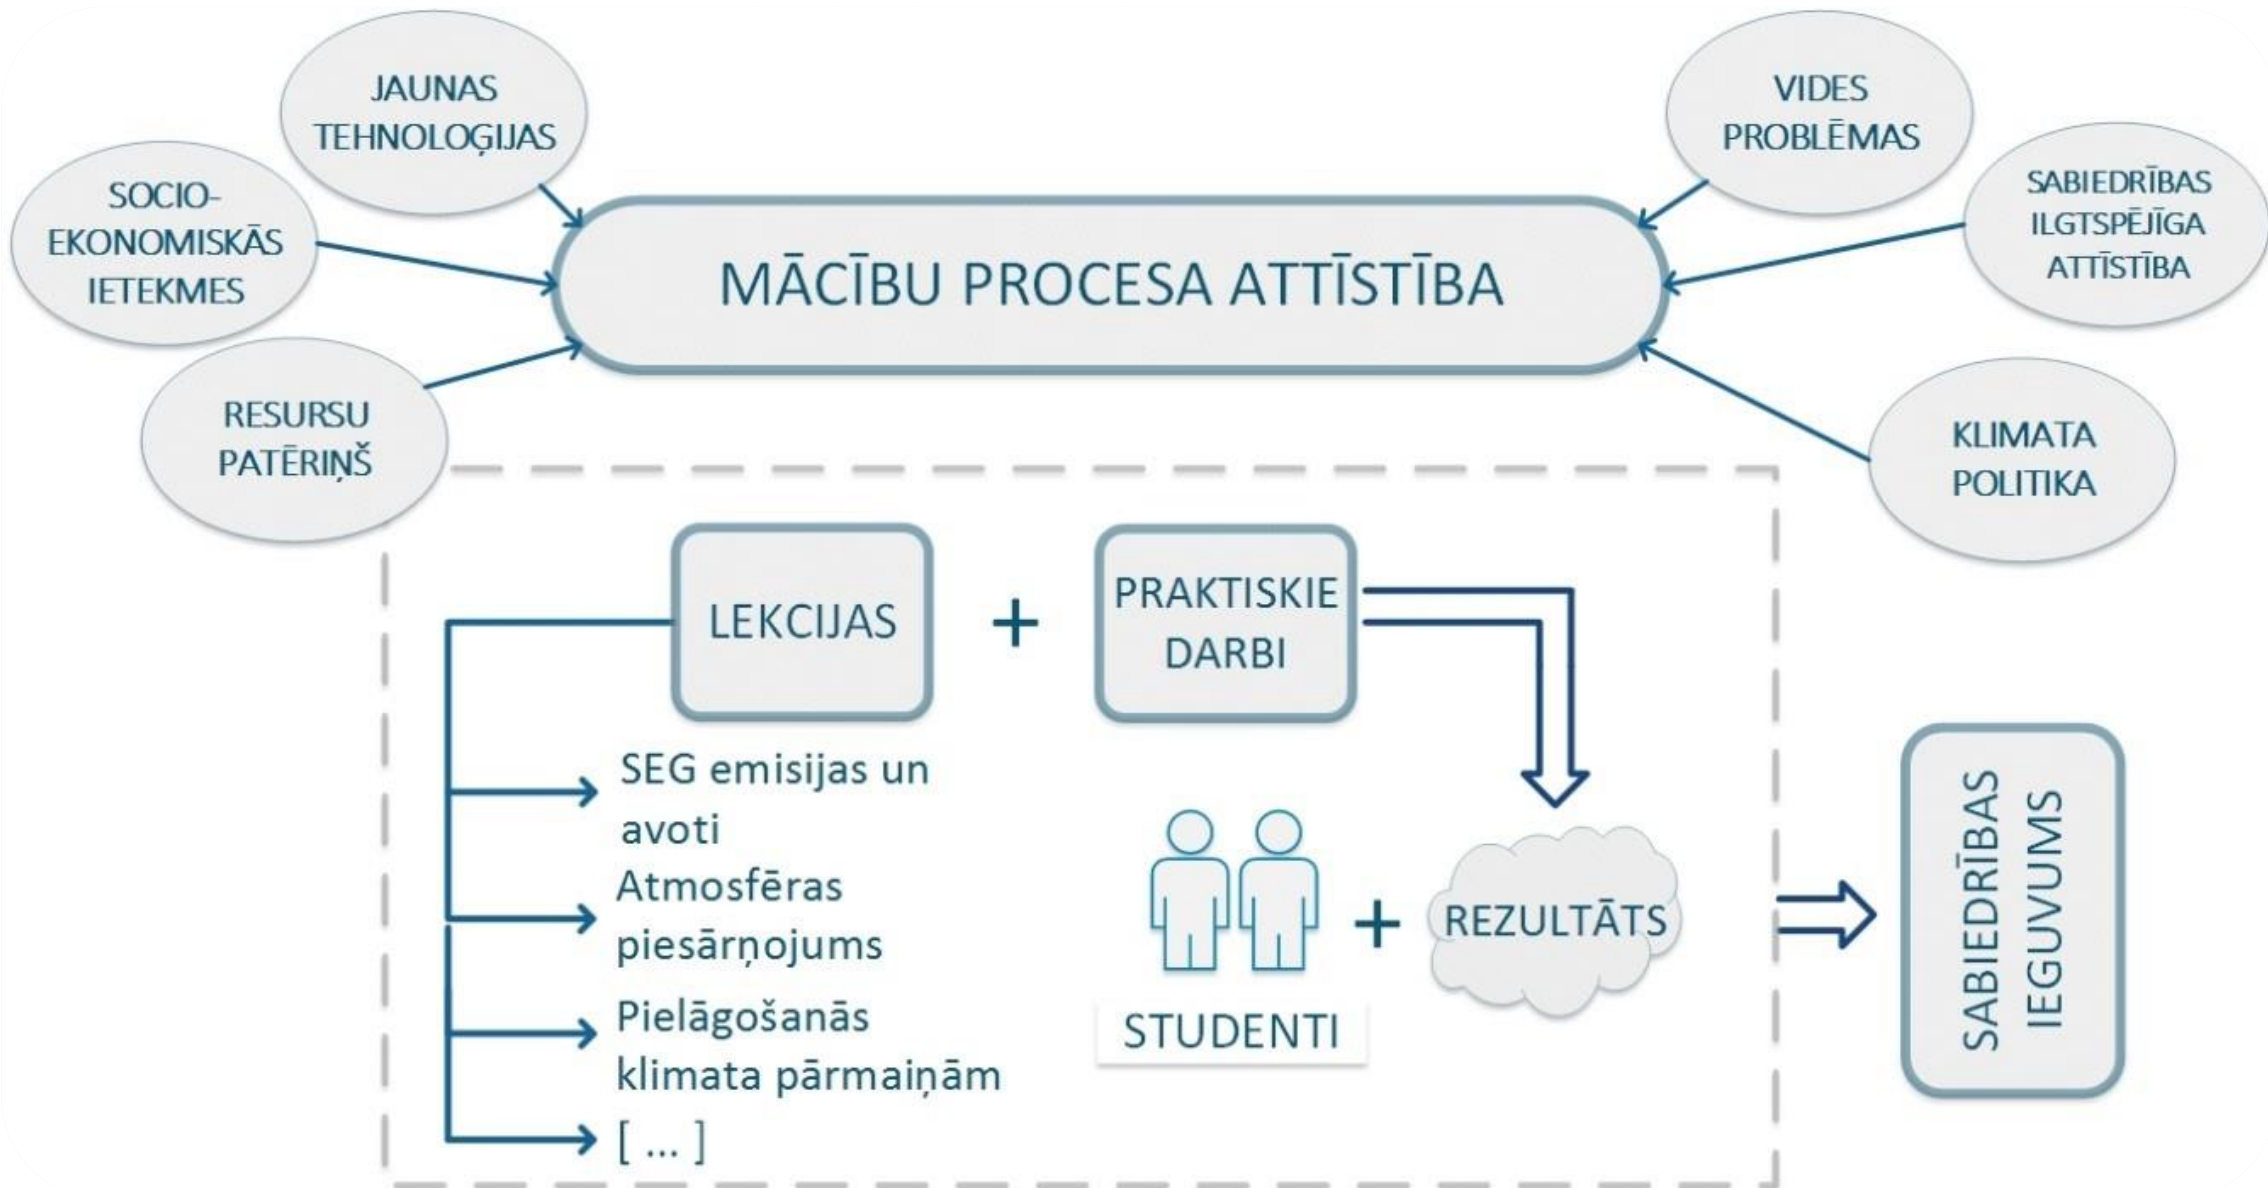 JAUNAS
TEHNOLOĢIJAS
SOCIO-
EKONOMISKĀS
IETEKMES
RESURSU
PATĒRIŅŠ
MĀCĪBU PROCESA ATTĪSTĪBA
VIDES
PROBLĒMAS
SABIEDRĪBAS
ILGTSPĒJĪGA
ATTĪSTĪBA
KLIMATA
POLITIKA
LEKCIJAS
+
PRAKTISKIE
DARBI
SEG emisijas un
avoti
Atmosfēras
piesārņojums
Pielāgošanās
klimata pārmaiņām
[ ... ]
STUDENTI
+
REZULTĀTS
SABIEDRĪBAS
IEGUVUMS